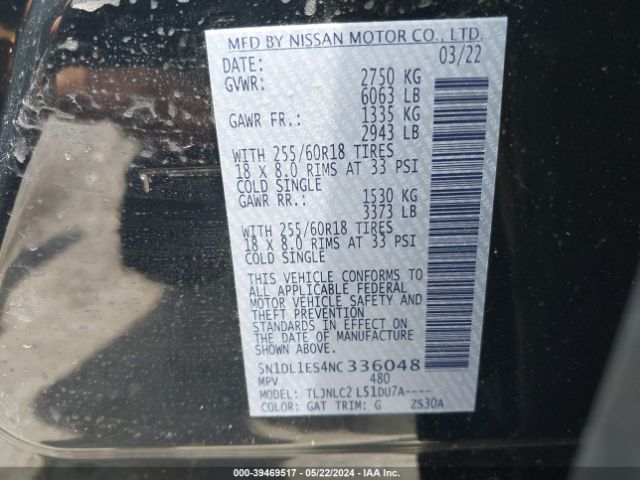 MFD BY NISSAN MOTOR CO., LTD.
DATE: 03/22
GVWR: 2750 KG
6063 LB
GAWR FR.: 1335 KG
2943 LB
WITH 255/60R18 TIRES
18 X 8.0 RIMS AT 33 PSI
COLD SINGLE
GAWR RR.: 1530 KG
3373 LB
WITH 255/60R18 TIRES
18 X 8.0 RIMS AT 33 PSI
COLD SINGLE
THIS VEHICLE CONFORMS TO
ALL APPLICABLE FEDERAL
MOTOR VEHICLE SAFETY AND
THEFT PREVENTION
STANDARDS IN EFFECT ON
THE DATE OF MANUFACTURE
SHOWN ABOVE.
5N1DL1ES4NC336048
MPV 480
MODEL: TLJNLC2 L51DU7A----
COLOR: GAT TRIM: G ZS30A
000-39469517 - 05/22/2024 - IAA Inc.